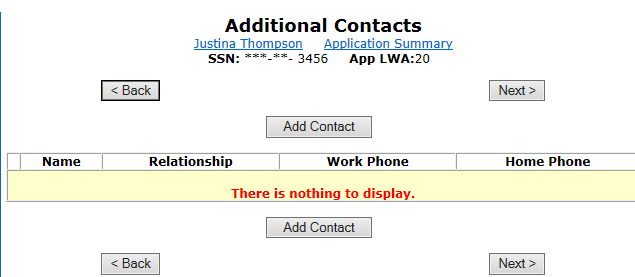 Additional Contacts
Justina Thompson Application Summary
SSN: ***-**- 3456 App LWA:20
< Back Next >
Add Contact
Name Relationship Work Phone Home Phone
There is nothing to display.
Add Contact
< Back Next >